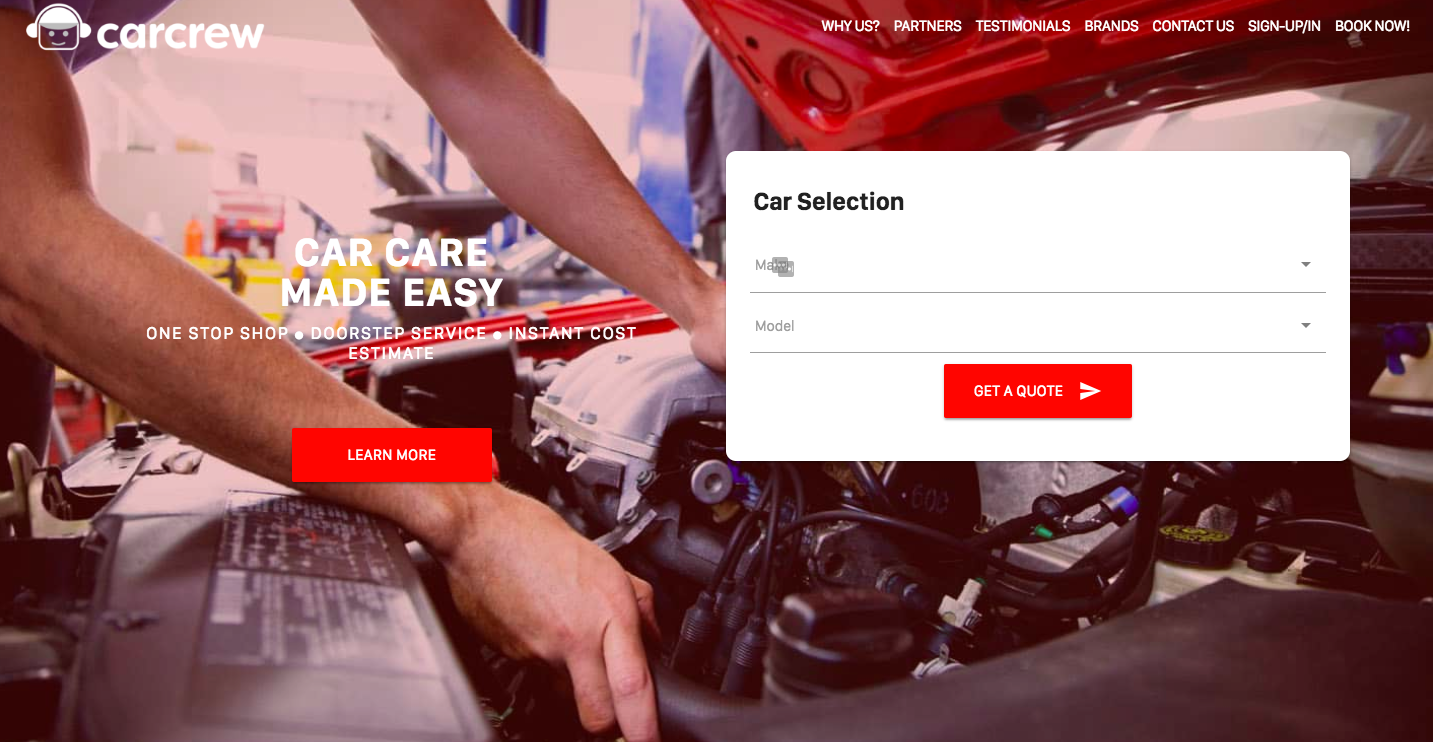 carcrew
WHY US? PARTNERS TESTIMONIALS BRANDS CONTACT US SIGN-UP/IN BOOK NOW!
CAR CARE
MADE EASY
ONE STOP SHOP ● DOORSTEP SERVICE ● INSTANT COST
ESTIMATE
LEARN MORE
Car Selection
Model
GET A QUOTE